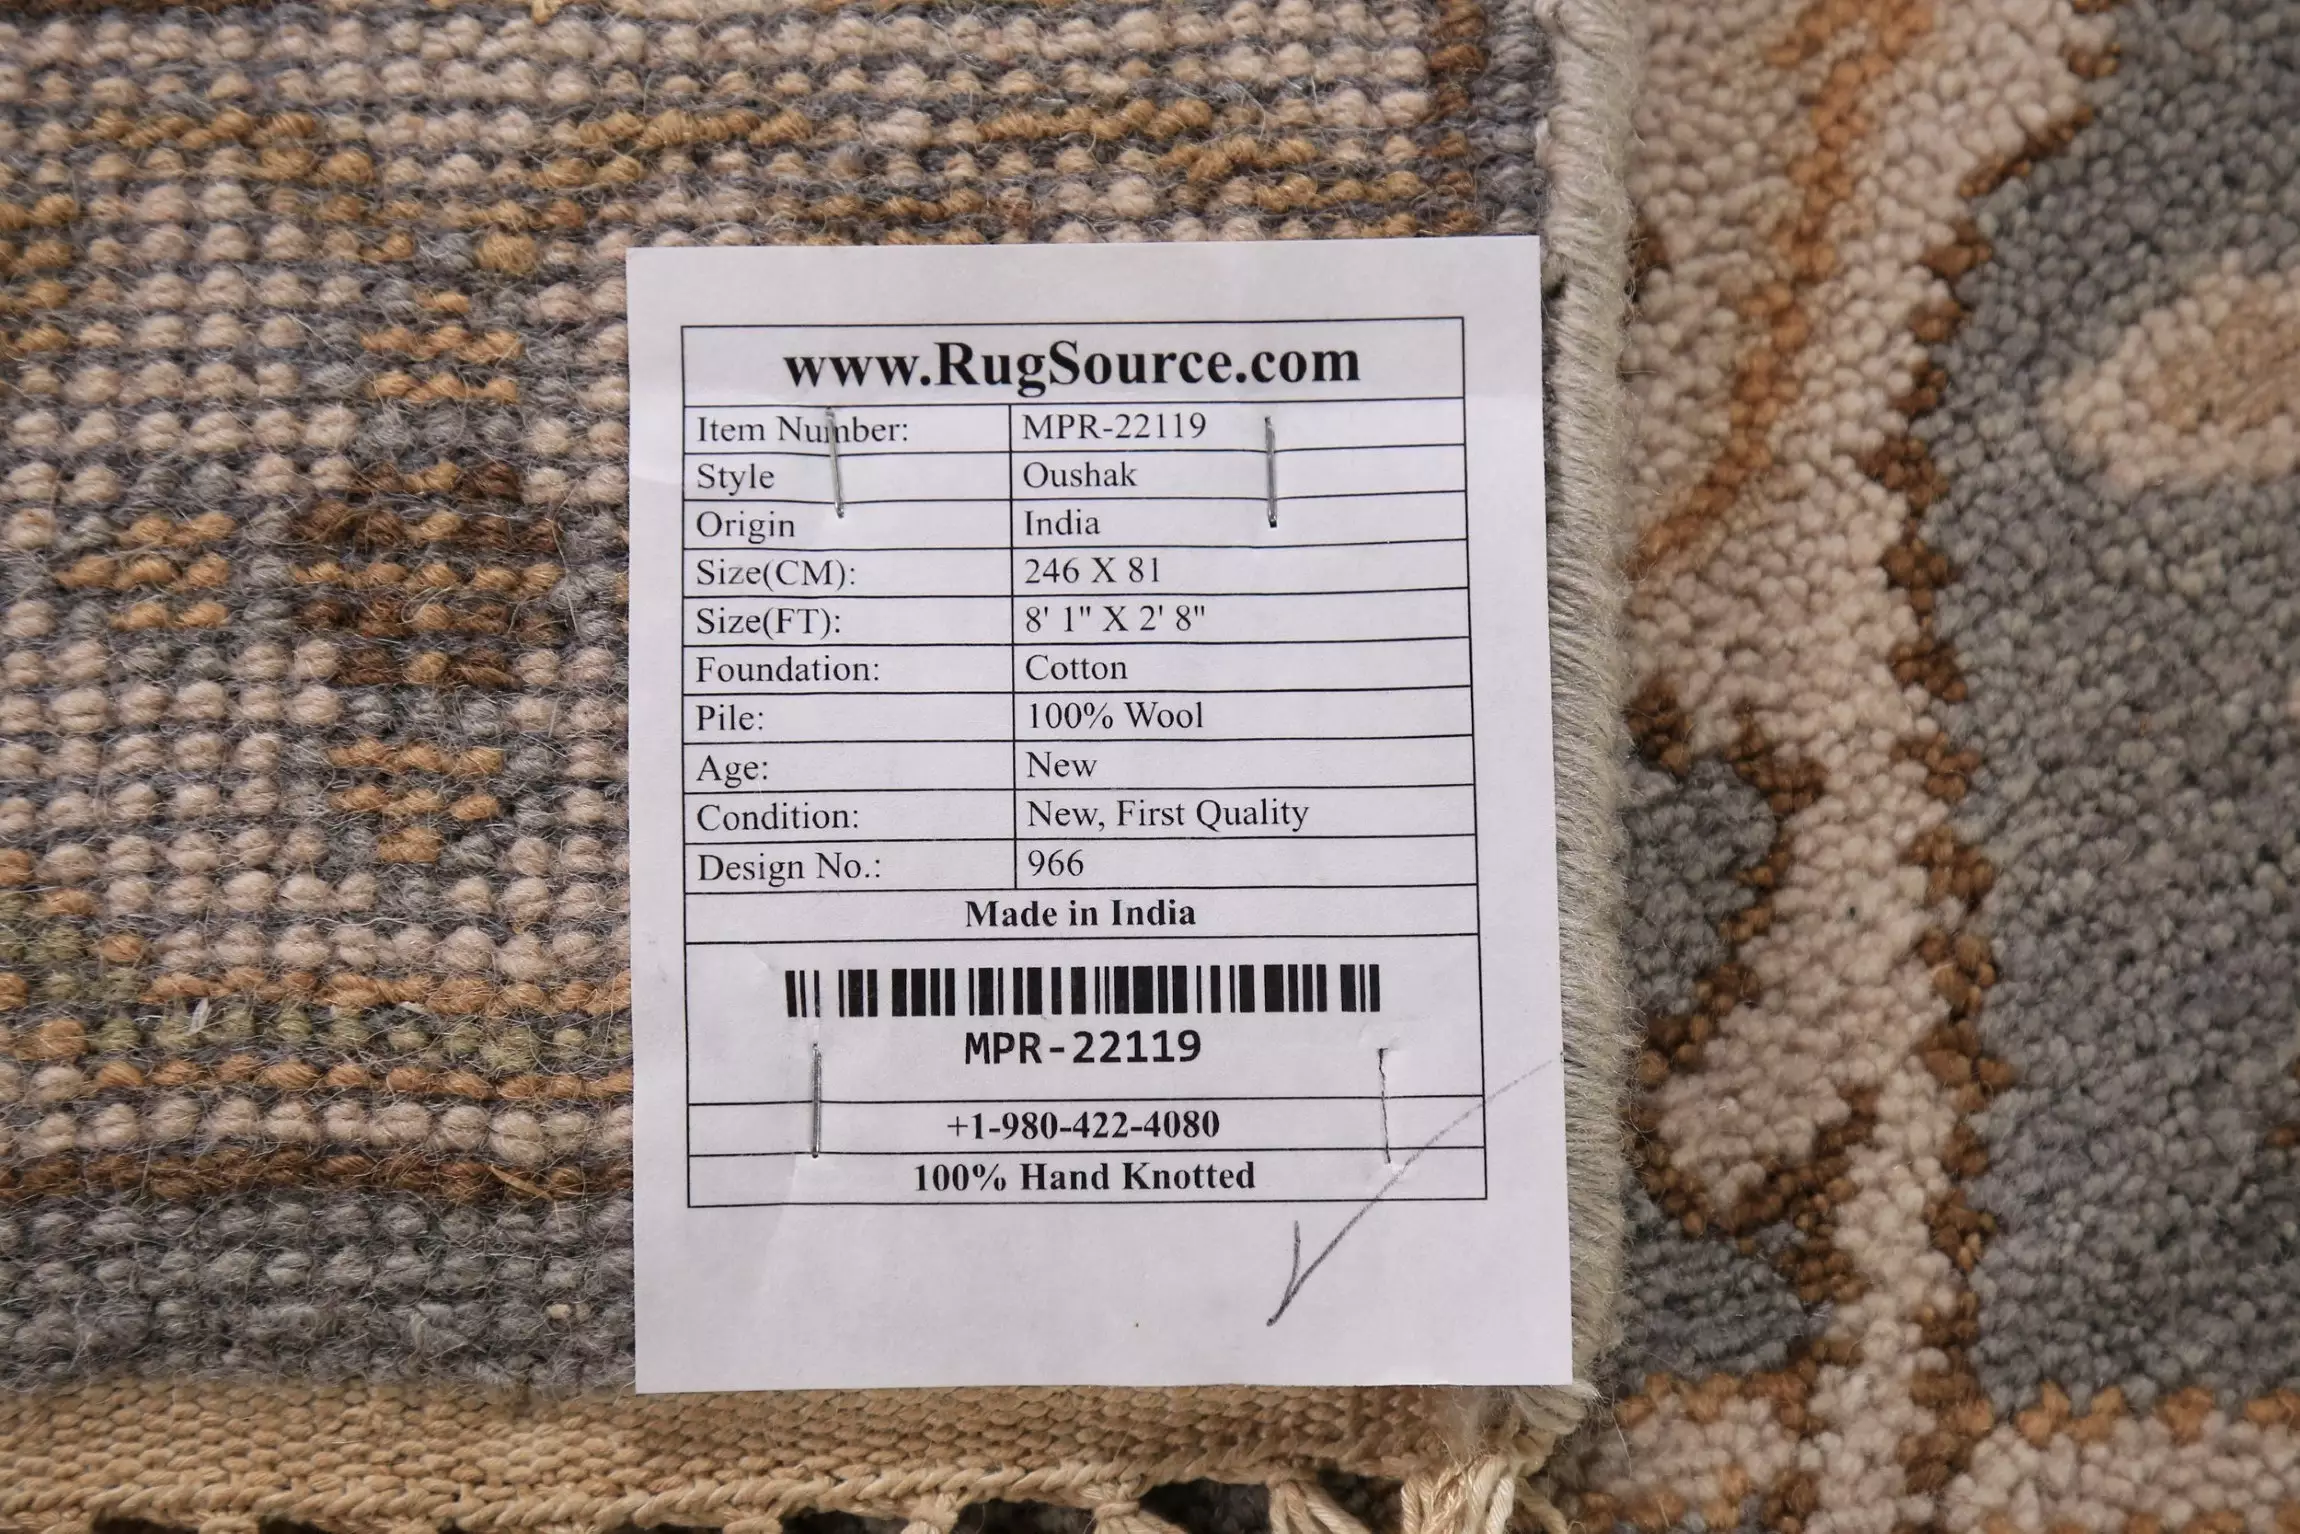 www.RugSource.com
Item Number: MPR-22119
Style Oushak
Origin India
Size(CM): 246 X 81
Size(FT): 8' 1" X 2' 8"
Foundation: Cotton
Pile: 100% Wool
Age: New
Condition: New, First Quality
Design No.: 966
Made in India
MPR-22119
+1-980-422-4080
100% Hand Knotted